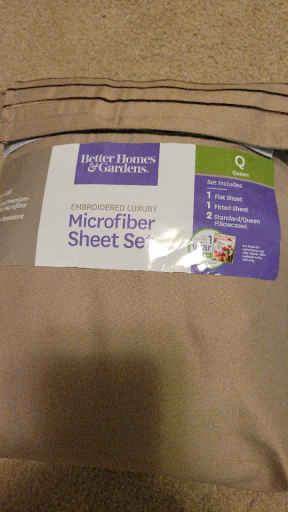 Better Homes
& Gardens.
EMBROIDERED LUXURY
Microfiber
Sheet Set
Q
Queen
Set Includes
1 Flat Sheet
1 Fitted Sheet
2 Standard/Queen
Pillowcases
1